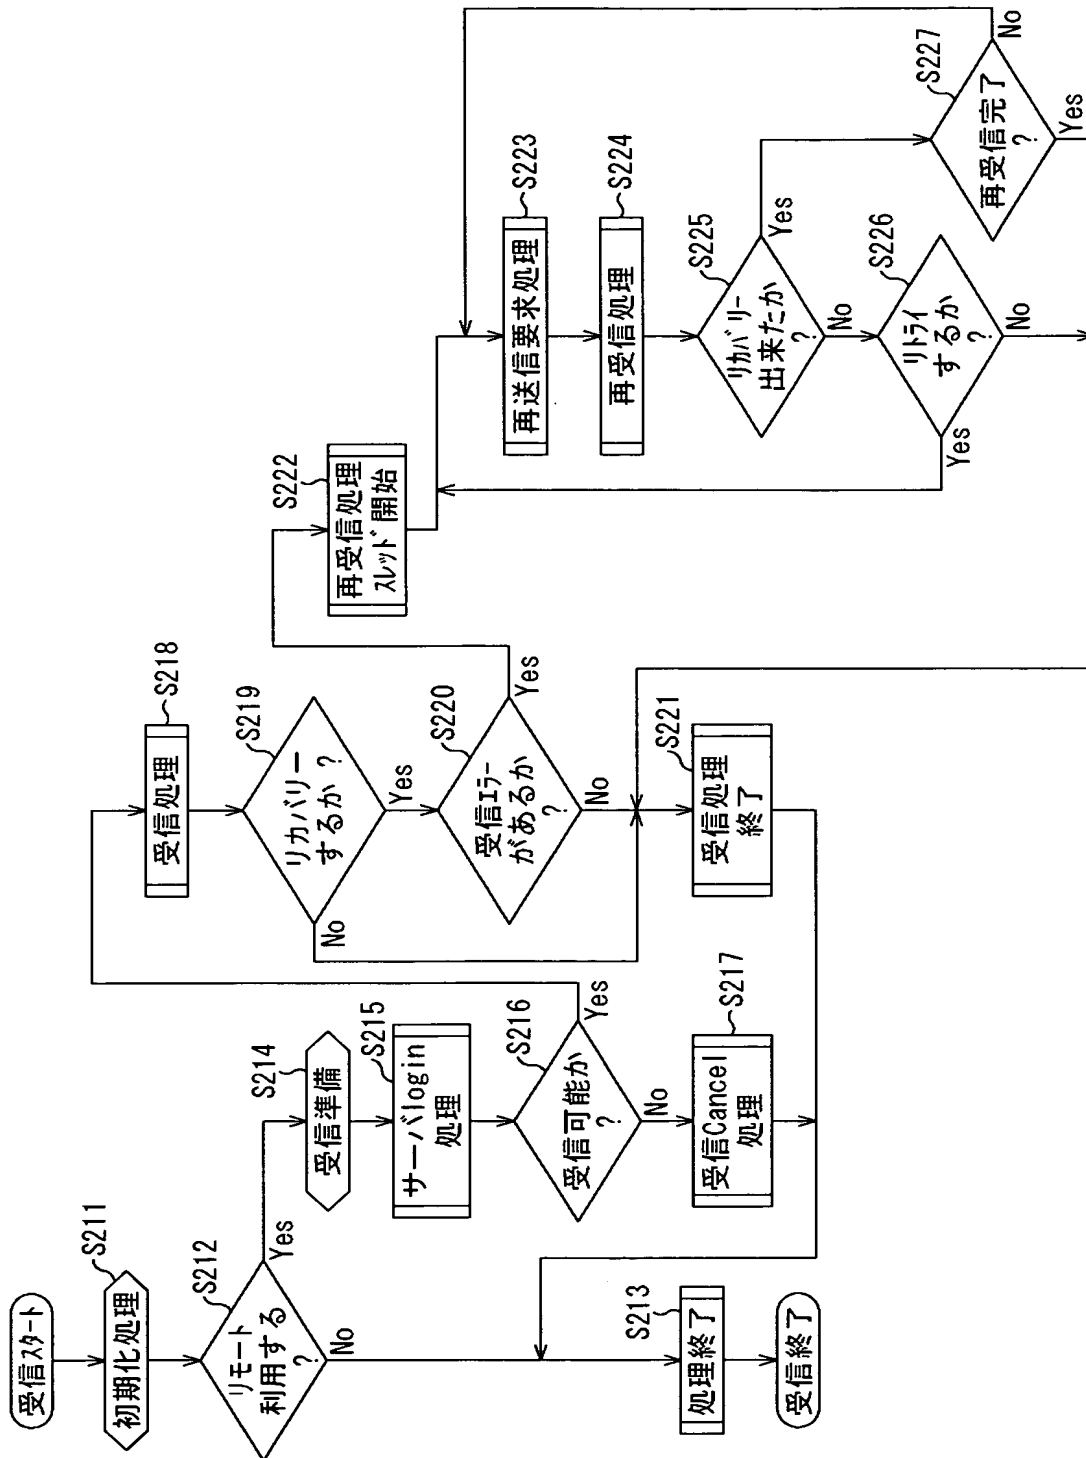 受信スタート
S211
初期化処理
S212
リモート
利用する
?
Yes
No
S213
処理終了
受信終了
S214
受信準備
S215
サーバlogin
処理
S216
受信可能か
?
Yes
No
S217
受信Cancel
処理
S218
受信処理
S219
リカバリー
するか?
Yes
No
S220
受信エラー
があるか
?
Yes
No
S221
受信処理
終了
S222
再受信処理
スレッド開始
S223
再送信要求処理
S224
再受信処理
S225
リカバリー
出来たか
?
Yes
No
S226
リトライ
するか
?
Yes
No
S227
再受信完了
?
No
Yes